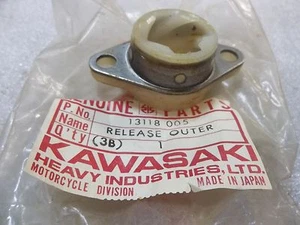 GENUINE PARTS
P.No. 13118 005
Name RELEASE OUTER
Q'ty (3B) 1
KAWASAKI
HEAVY INDUSTRIES, LTD.
MOTORCYCLE DIVISION. MADE IN JAPAN